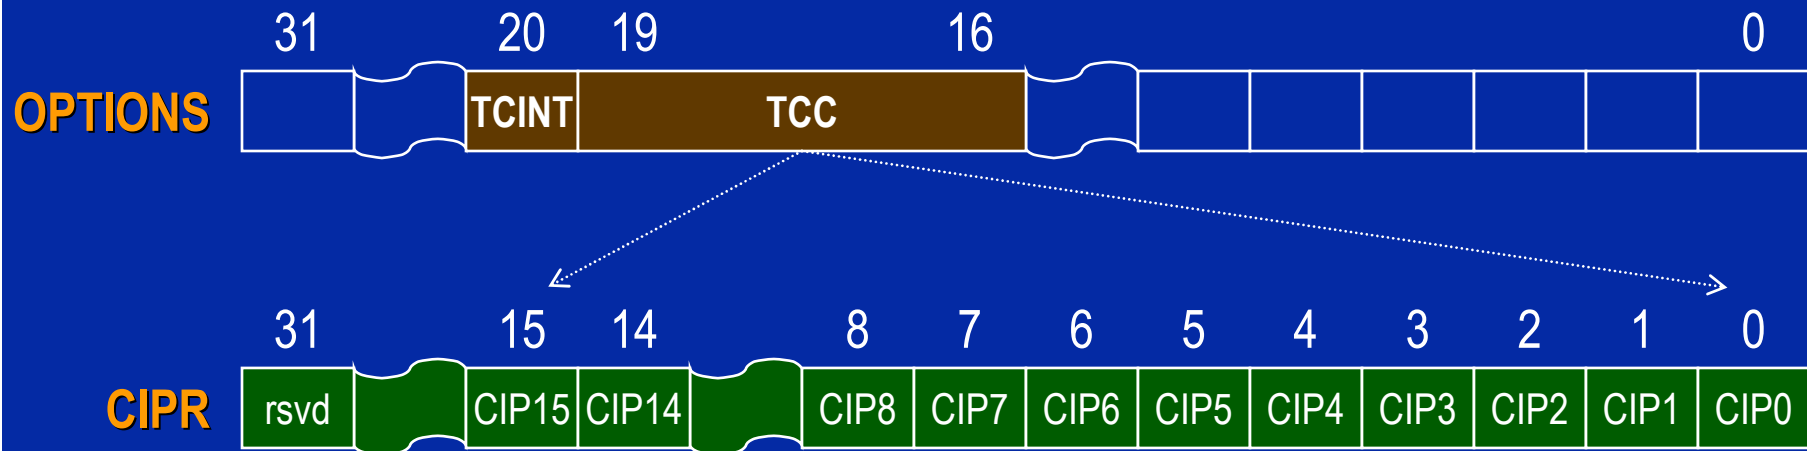 31 20 19 16 0
OPTIONS TCINT TCC
31 15 14 8 7 6 5 4 3 2 1 0
CIPR rsvd CIP15 CIP14 CIP8 CIP7 CIP6 CIP5 CIP4 CIP3 CIP2 CIP1 CIP0